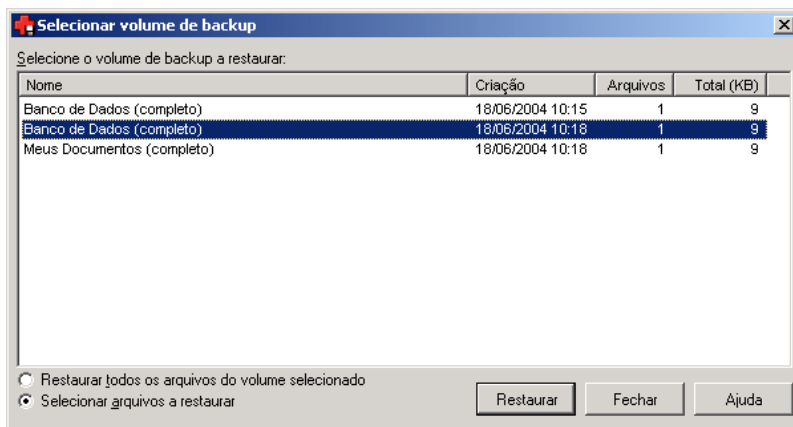 Selecionar volume de backup
Selecione o volume de backup a restaurar:
Nome Criação Arquivos Total (KB)
Banco de Dados (completo) 18/06/2004 10:15 1 9
Banco de Dados (completo) 18/06/2004 10:18 1 9
Meus Documentos (completo) 18/06/2004 10:18 1 9
Restaurar todos os arquivos do volume selecionado
Selecionar arquivos a restaurar
Restaurar Fechar Ajuda